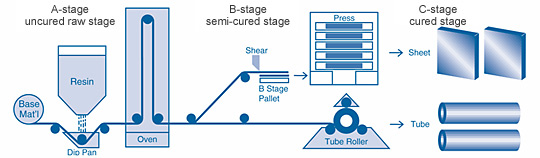 A-stage
uncured raw stage
B-stage
semi-cured stage
C-stage
cured stage
Press
Shear
Resin
B Stage
Pallet
Sheet
Base
Mat'l
Tube
Dip Pan
Oven
Tube Roller